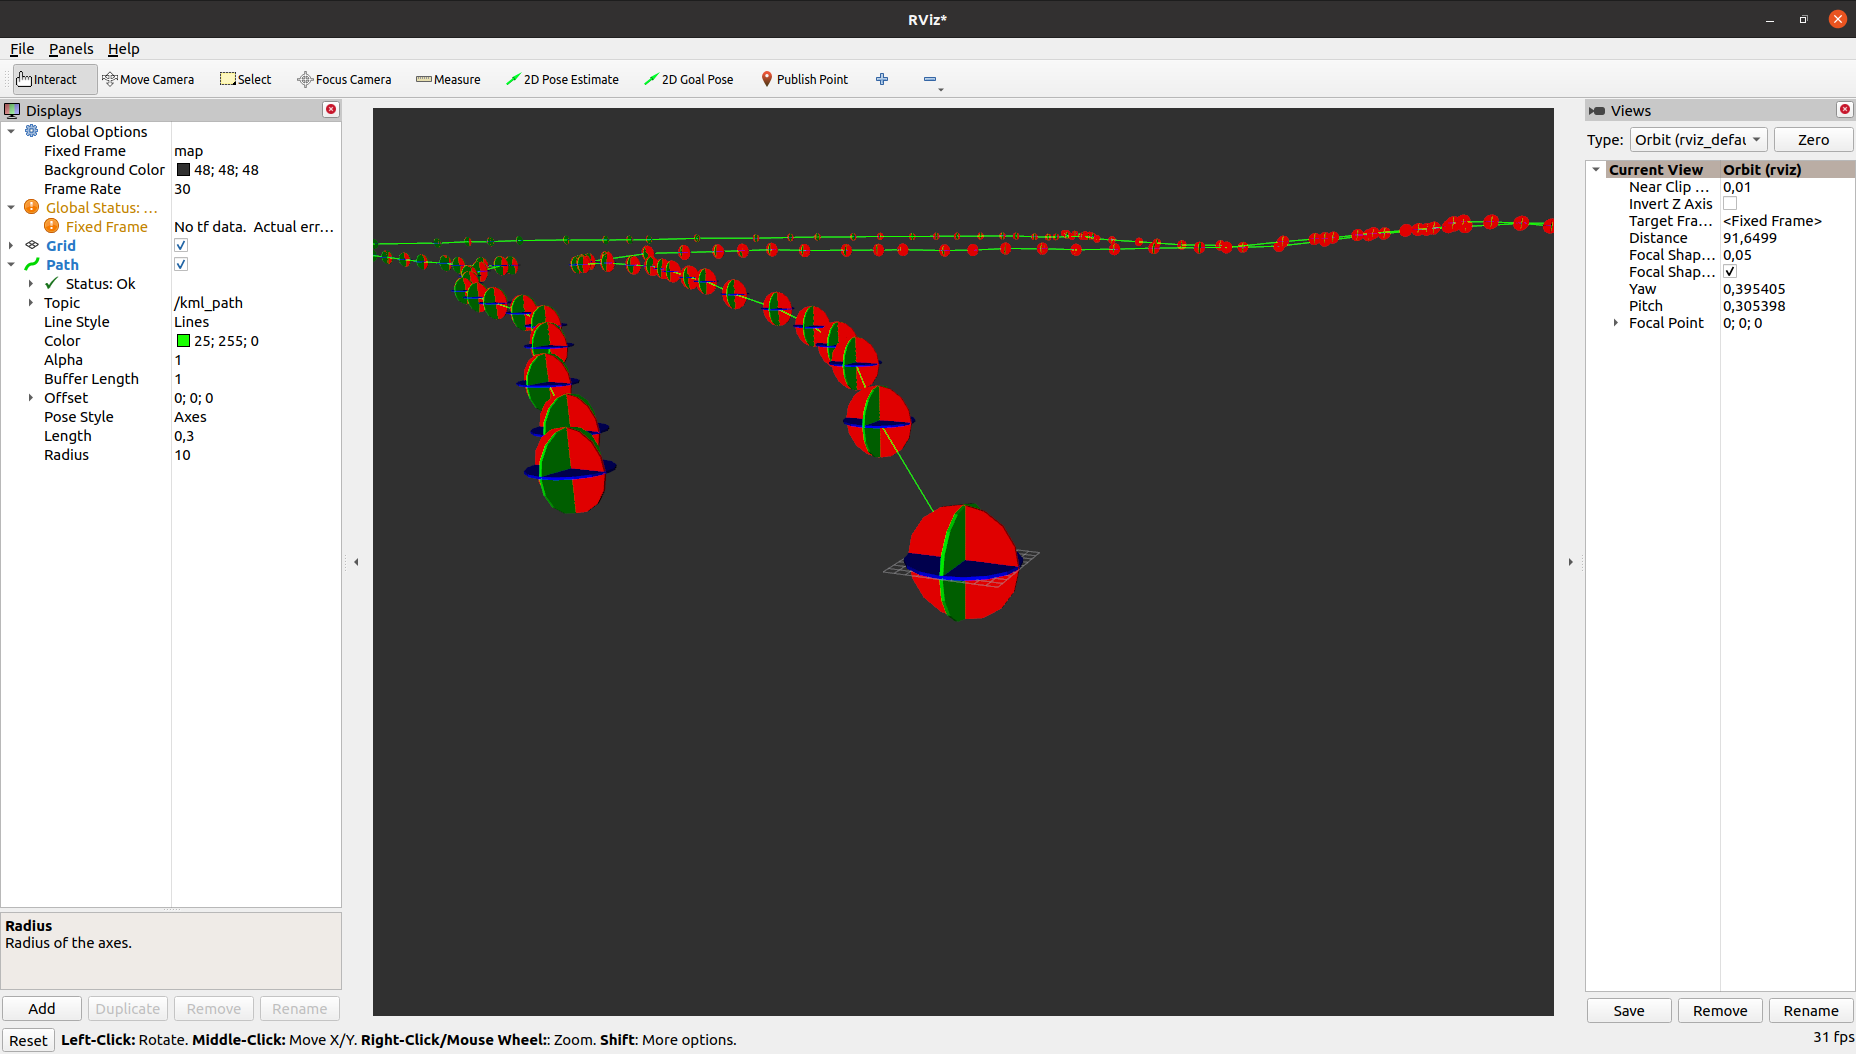 RViz*
File Panels Help
Interact Move Camera Select Focus Camera Measure 2D Pose Estimate 2D Goal Pose Publish Point
Displays
Global Options
Fixed Frame map
Background Color 48; 48; 48
Frame Rate 30
Global Status: ...
Fixed Frame No tf data. Actual err...
Grid
Path
Status: Ok
Topic /kml_path
Line Style Lines
Color 25; 255; 0
Alpha 1
Buffer Length 1
Offset 0; 0; 0
Pose Style Axes
Length 0,3
Radius 10
Radius
Radius of the axes.
Add Duplicate Remove Rename
Views
Type: Orbit (rviz_defau Zero
Current View Orbit (rviz)
Near Clip ... 0,01
Invert Z Axis
Target Fra... <Fixed Frame>
Distance 91,6499
Focal Shap... 0,05
Focal Shap...
Yaw 0,395405
Pitch 0,305398
Focal Point 0; 0; 0
Save Remove Rename
Reset Left-Click: Rotate. Middle-Click: Move X/Y. Right-Click/Mouse Wheel:: Zoom. Shift: More options.
31 fps